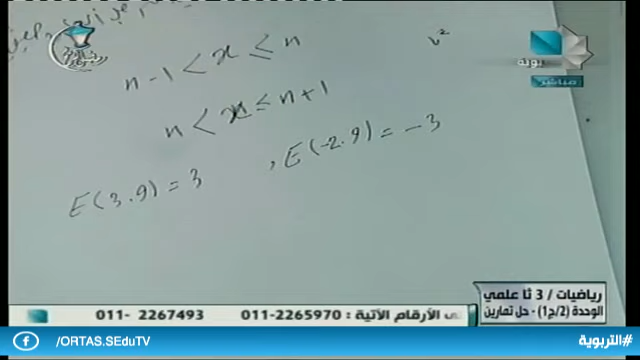 n-1 < x ≤ n
n < x ≤ n+1
E(3.9) = 3 , E(-2.9) = -3
تربوية
مباشر
رياضيات / 3 ثا علمي
الوحدة (2/ج1) - حل تمارين
الأرقام الآتية : 2265970 -011 2267493 -011
/ORTAS.SEduTV
#التربوية